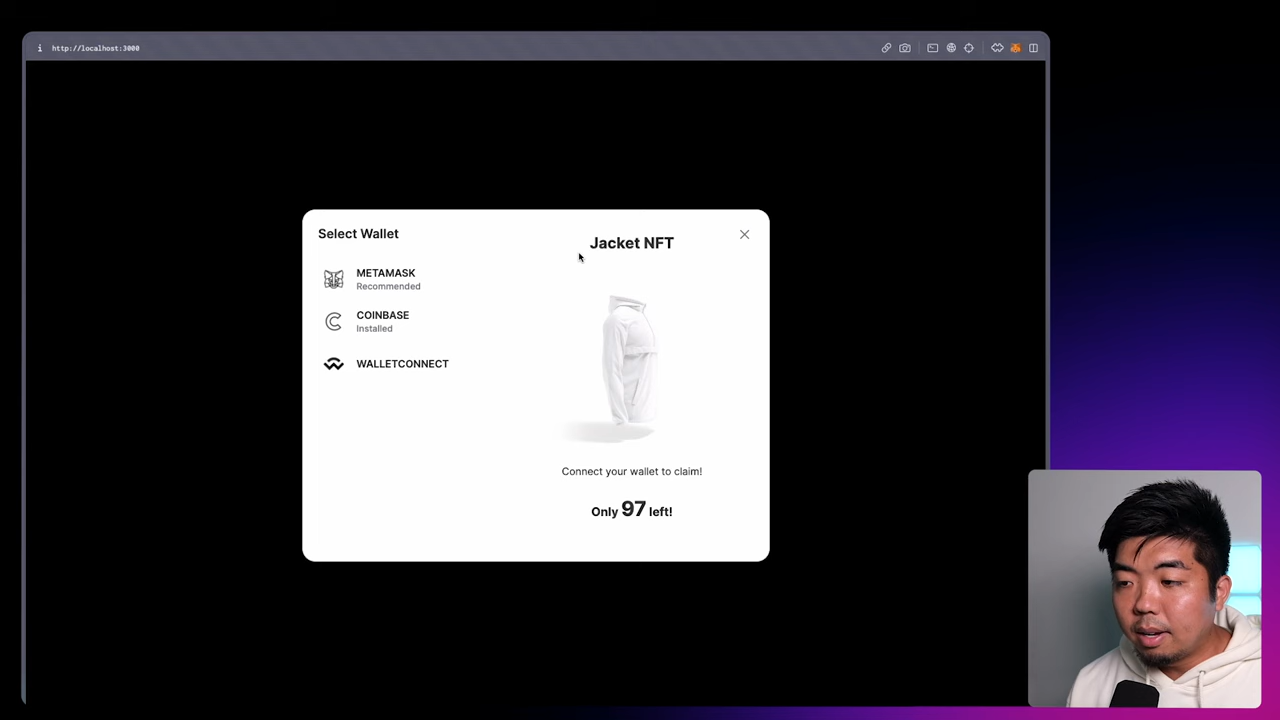 http://localhost:3000
Select Wallet
METAMASK
Recommended
COINBASE
Installed
WALLETCONNECT
Jacket NFT
Connect your wallet to claim!
Only 97 left!